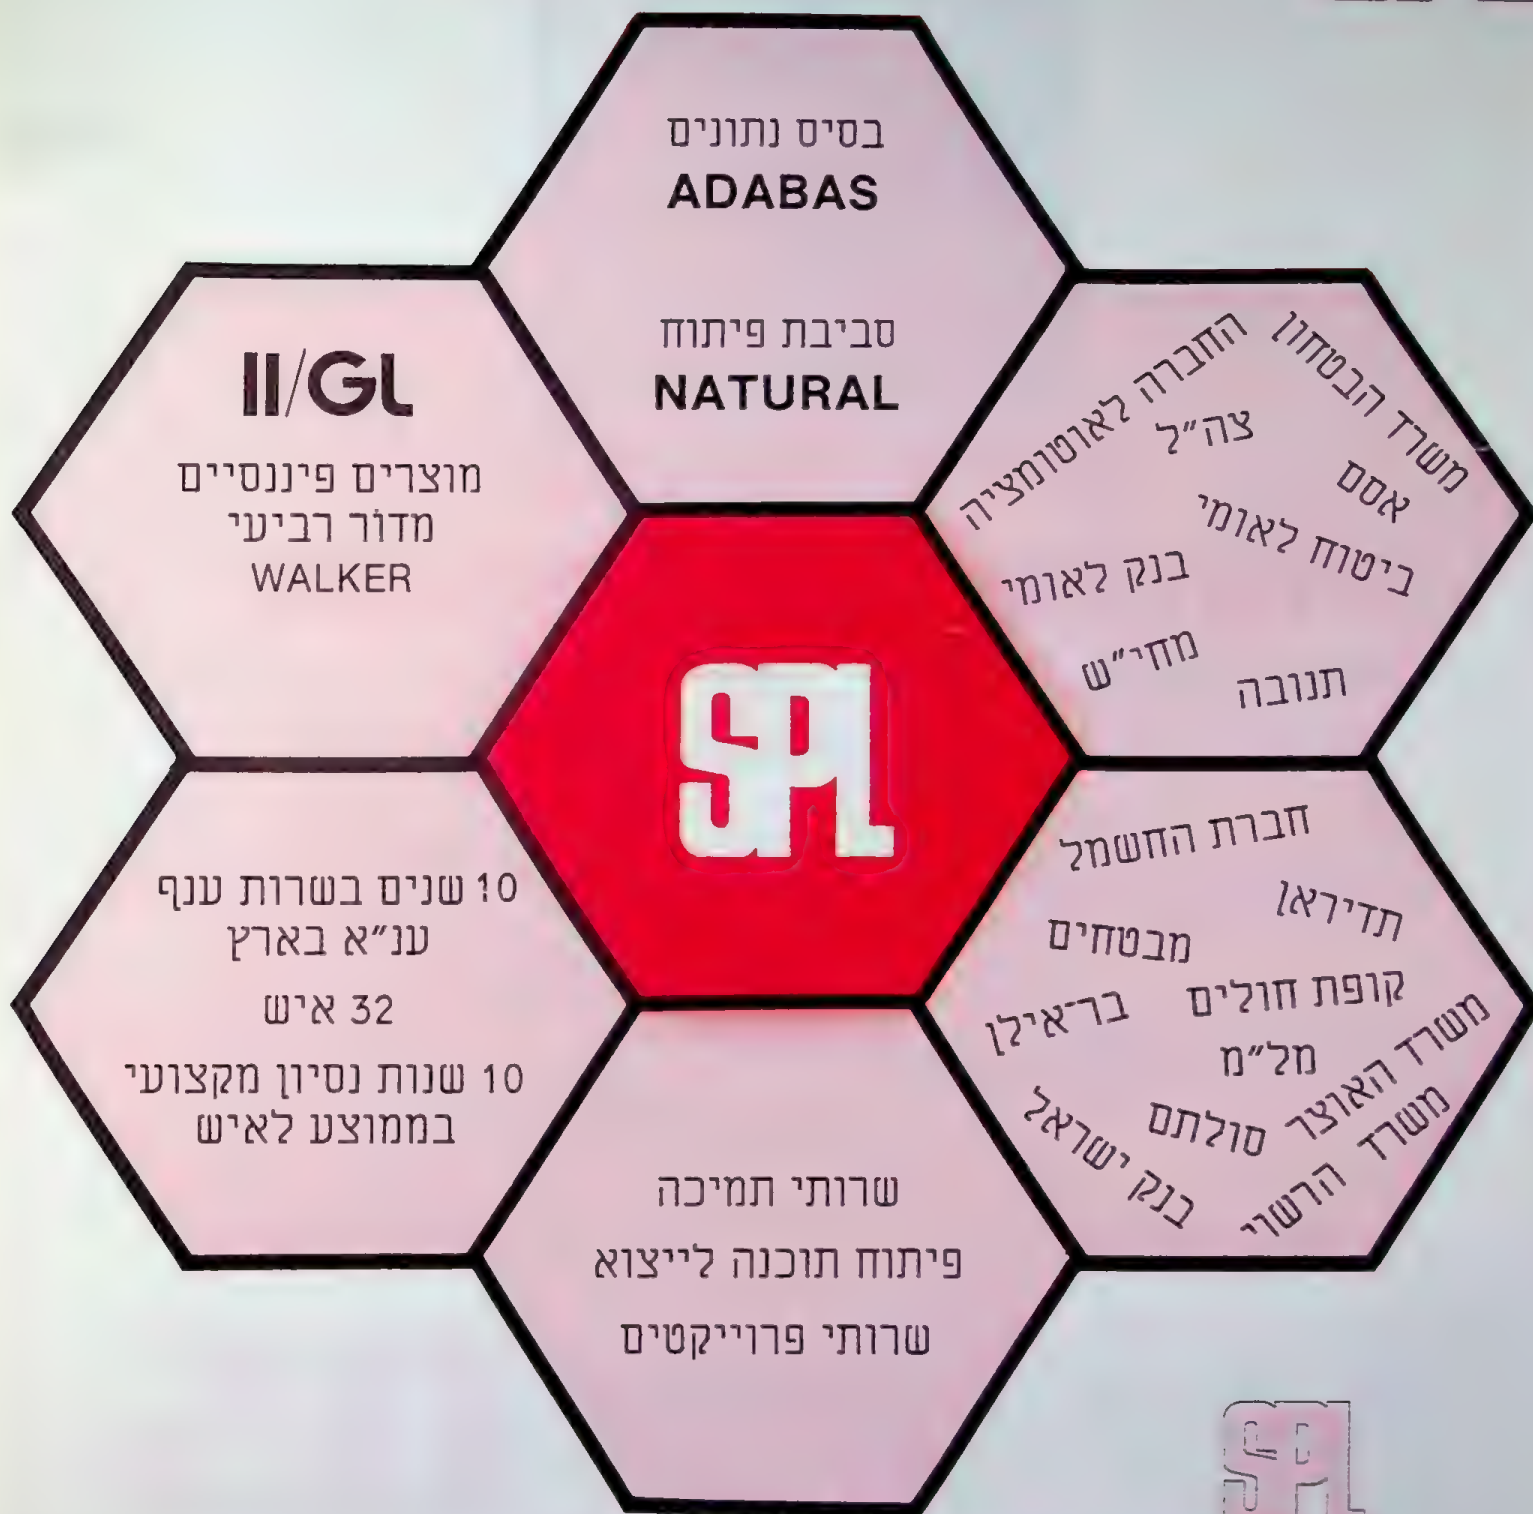 בסיס נתונים
ADABAS
סביבת פיתוח
NATURAL
החברה לאוטומציה
משרד הבטחון
צה"ל
אסם
ביטוח לאומי
בנק לאומי
מחי"ש
תנובה
II/GL
מוצרים פיננסיים
מדור רביעי
WALKER
SPL
חברת החשמל
תדיראן
מבטחים
קופת חולים
בר־אילן
מל"מ
משרד האוצר
סולתם
משרד הרשוי
בנק ישראל
10 שנים בשרות ענף
ענ"א בארץ
32 איש
10 שנות נסיון מקצועי
בממוצע לאיש
שרותי תמיכה
פיתוח תוכנה לייצוא
שרותי פרוייקטים
SPL